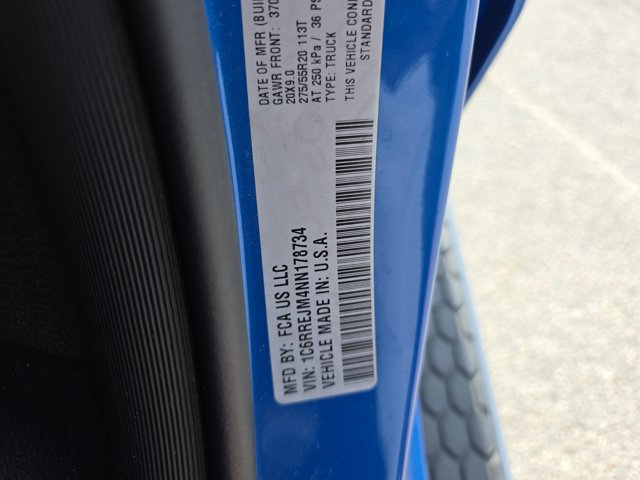 MFD BY: FCA US LLC
VIN: 1C6RREJM4NN178734
VEHICLE MADE IN: U.S.A.
DATE OF MFR (BUI
GAWR FRONT: 370
20X9.0
275/55R20 113T
AT 250 kPa / 36 PS
TYPE: TRUCK
THIS VEHICLE CON
STANDARD